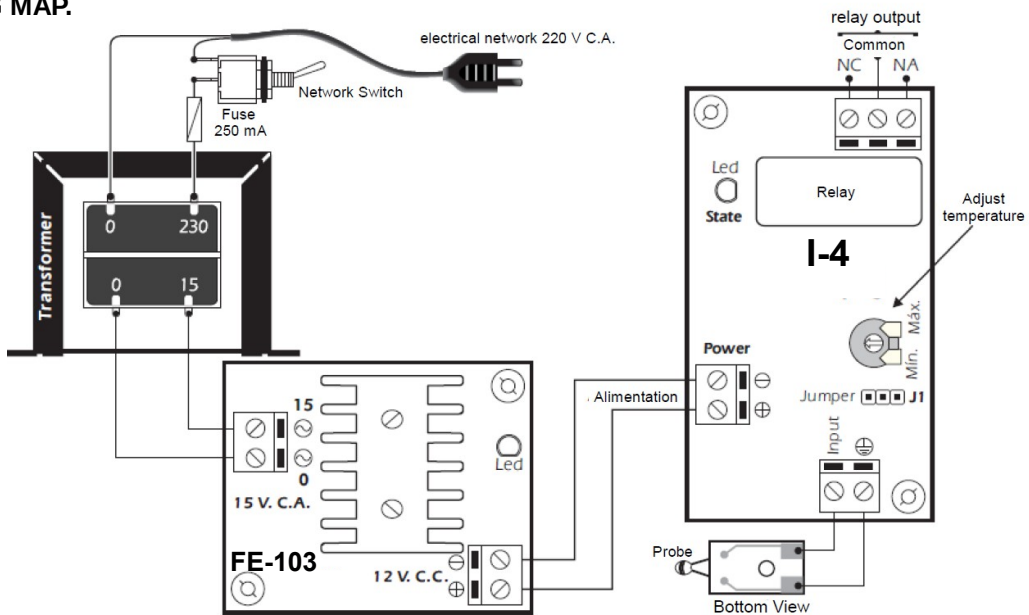 G MAP.
relay output
Common
NC NA
electrical network 220 V C.A.
Network Switch
Fuse
250 mA
Transformer
0 230
0 15
Led
State
Relay
Adjust
temperature
I-4
Máx.
Mín.
Power
Alimentation
Jumper J1
Input
15
0
15 V. C.A.
Led
FE-103
12 V. C.C.
Probe
Bottom View